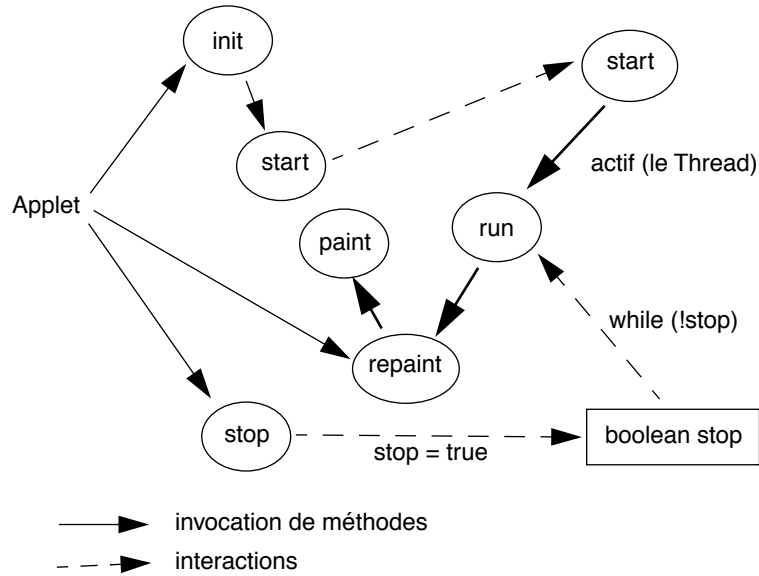 init
start
start
actif (le Thread)
Applet
paint
run
while (!stop)
repaint
stop
stop = true
boolean stop
invocation de méthodes
interactions